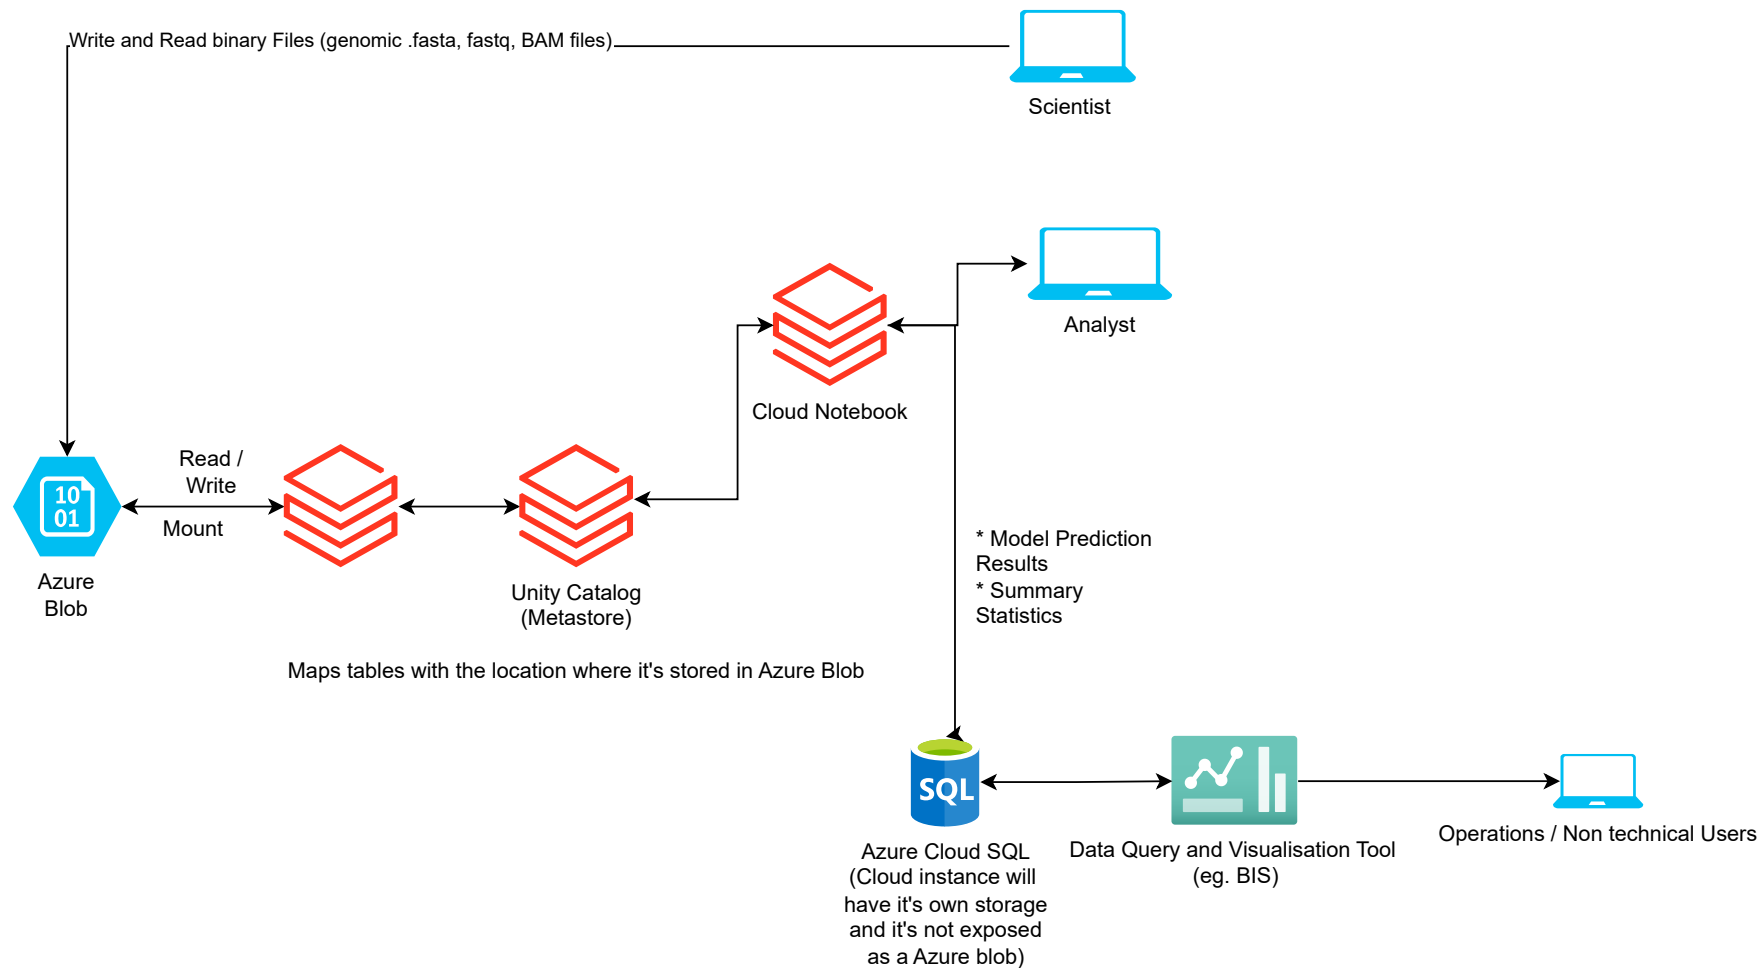 Write and Read binary Files (genomic .fasta, fastq, BAM files)
Scientist
Analyst
Cloud Notebook
Read /
Write
Mount
10
01
Azure
Blob
Unity Catalog
(Metastore)
Maps tables with the location where it's stored in Azure Blob
* Model Prediction
Results
* Summary
Statistics
SQL
Azure Cloud SQL
(Cloud instance will
have it's own storage
and it's not exposed
as a Azure blob)
Data Query and Visualisation Tool
(eg. BIS)
Operations / Non technical Users